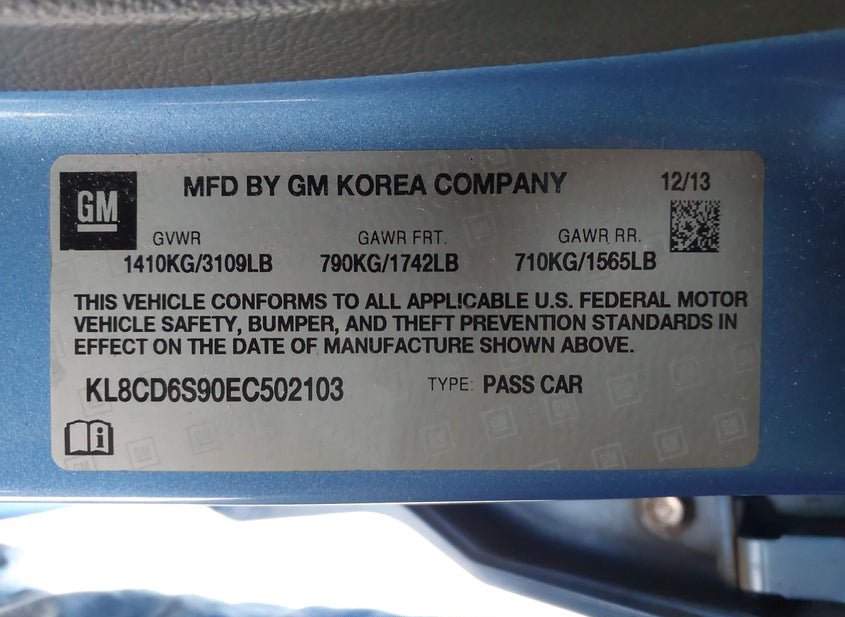 GM
MFD BY GM KOREA COMPANY
12/13
GVWR
GAWR FRT.
GAWR RR.
1410KG/3109LB
790KG/1742LB
710KG/1565LB
THIS VEHICLE CONFORMS TO ALL APPLICABLE U.S. FEDERAL MOTOR
VEHICLE SAFETY, BUMPER, AND THEFT PREVENTION STANDARDS IN
EFFECT ON THE DATE OF MANUFACTURE SHOWN ABOVE.
KL8CD6S90EC502103
TYPE: PASS CAR